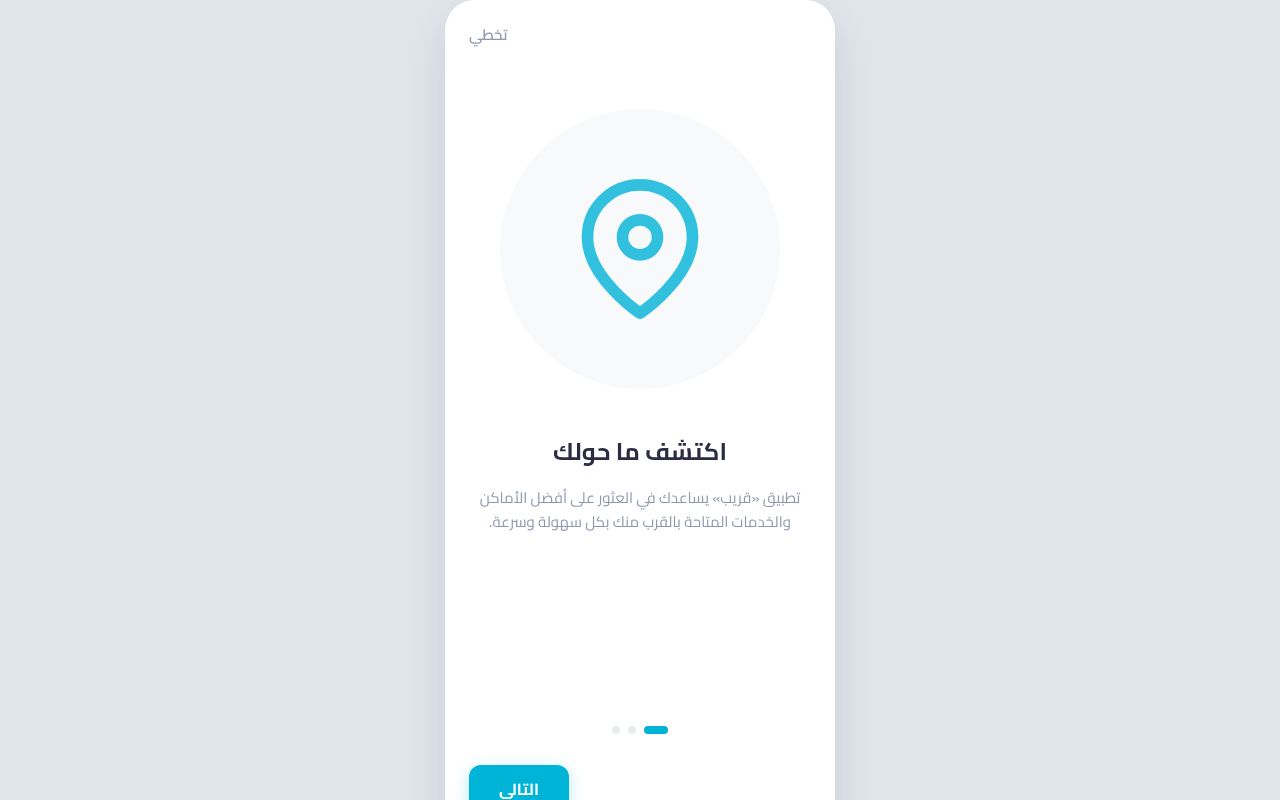 تخطي
اكتشف ما حولك
تطبيق «قريب» يساعدك في العثور على أفضل الأماكن
والخدمات المتاحة بالقرب منك بكل سهولة وسرعة.
التالي